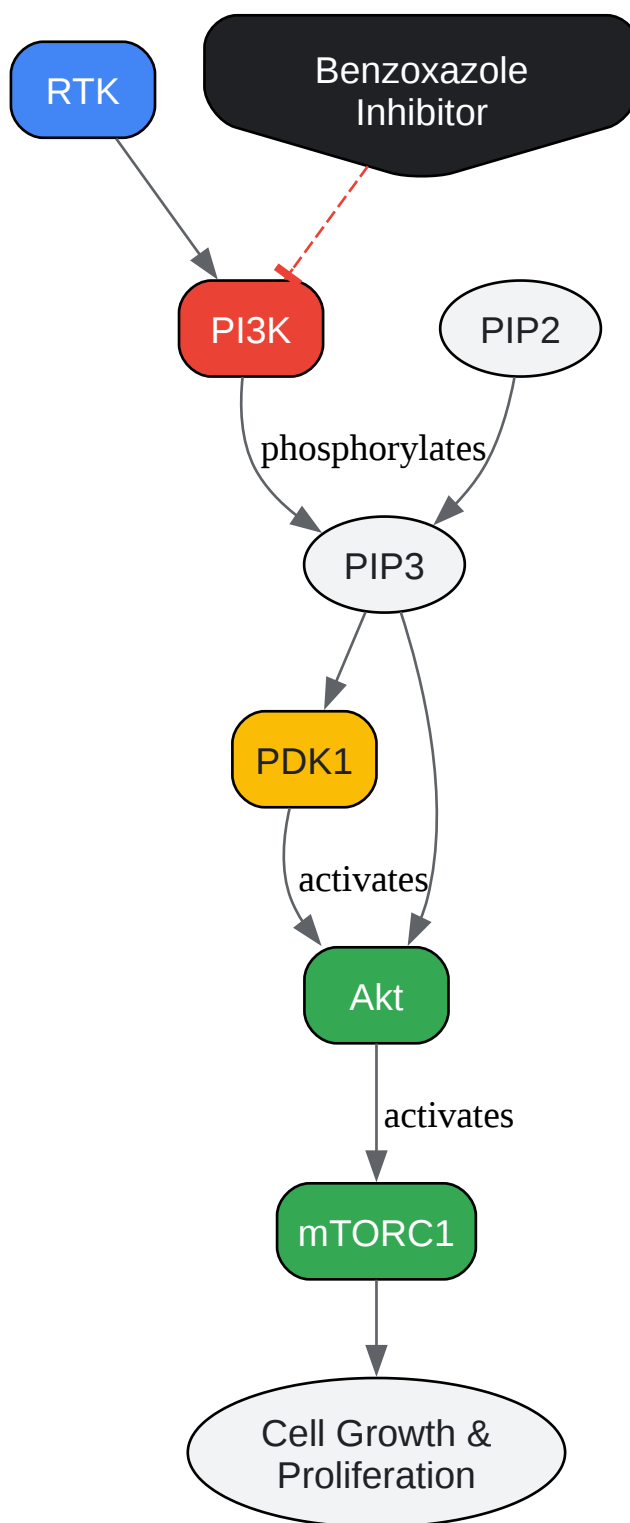 RTK
Benzoxazole
Inhibitor
PI3K
PIP2
phosphorylates
PIP3
PDK1
activates
Akt
activates
mTORC1
Cell Growth &
Proliferation